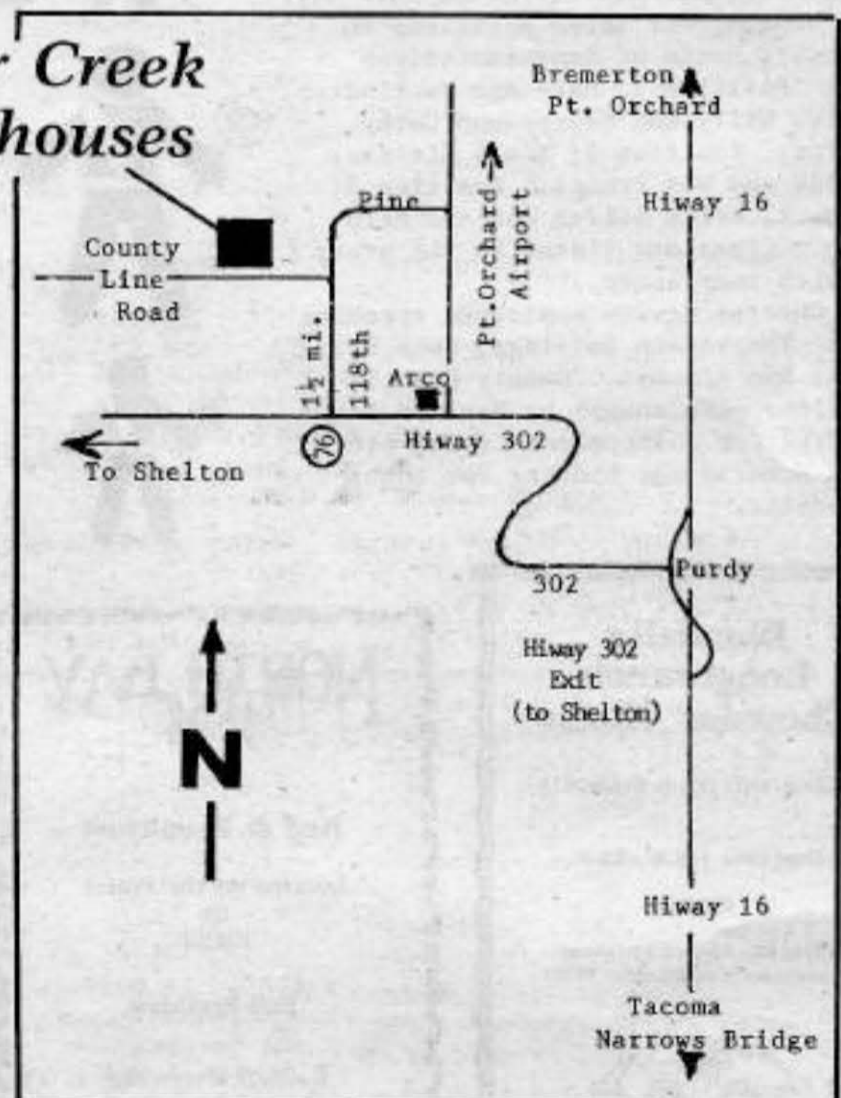 Creek
houses
Bremerton
Pt. Orchard
Hiway 16
Pine
Pt.Orchard
Airport
County
Line
Road
1½ mi.
118th
Arco
76
Hiway 302
To Shelton
302
Purdy
Hiway 302
Exit
(to Shelton)
N
Hiway 16
Tacoma
Narrows Bridge